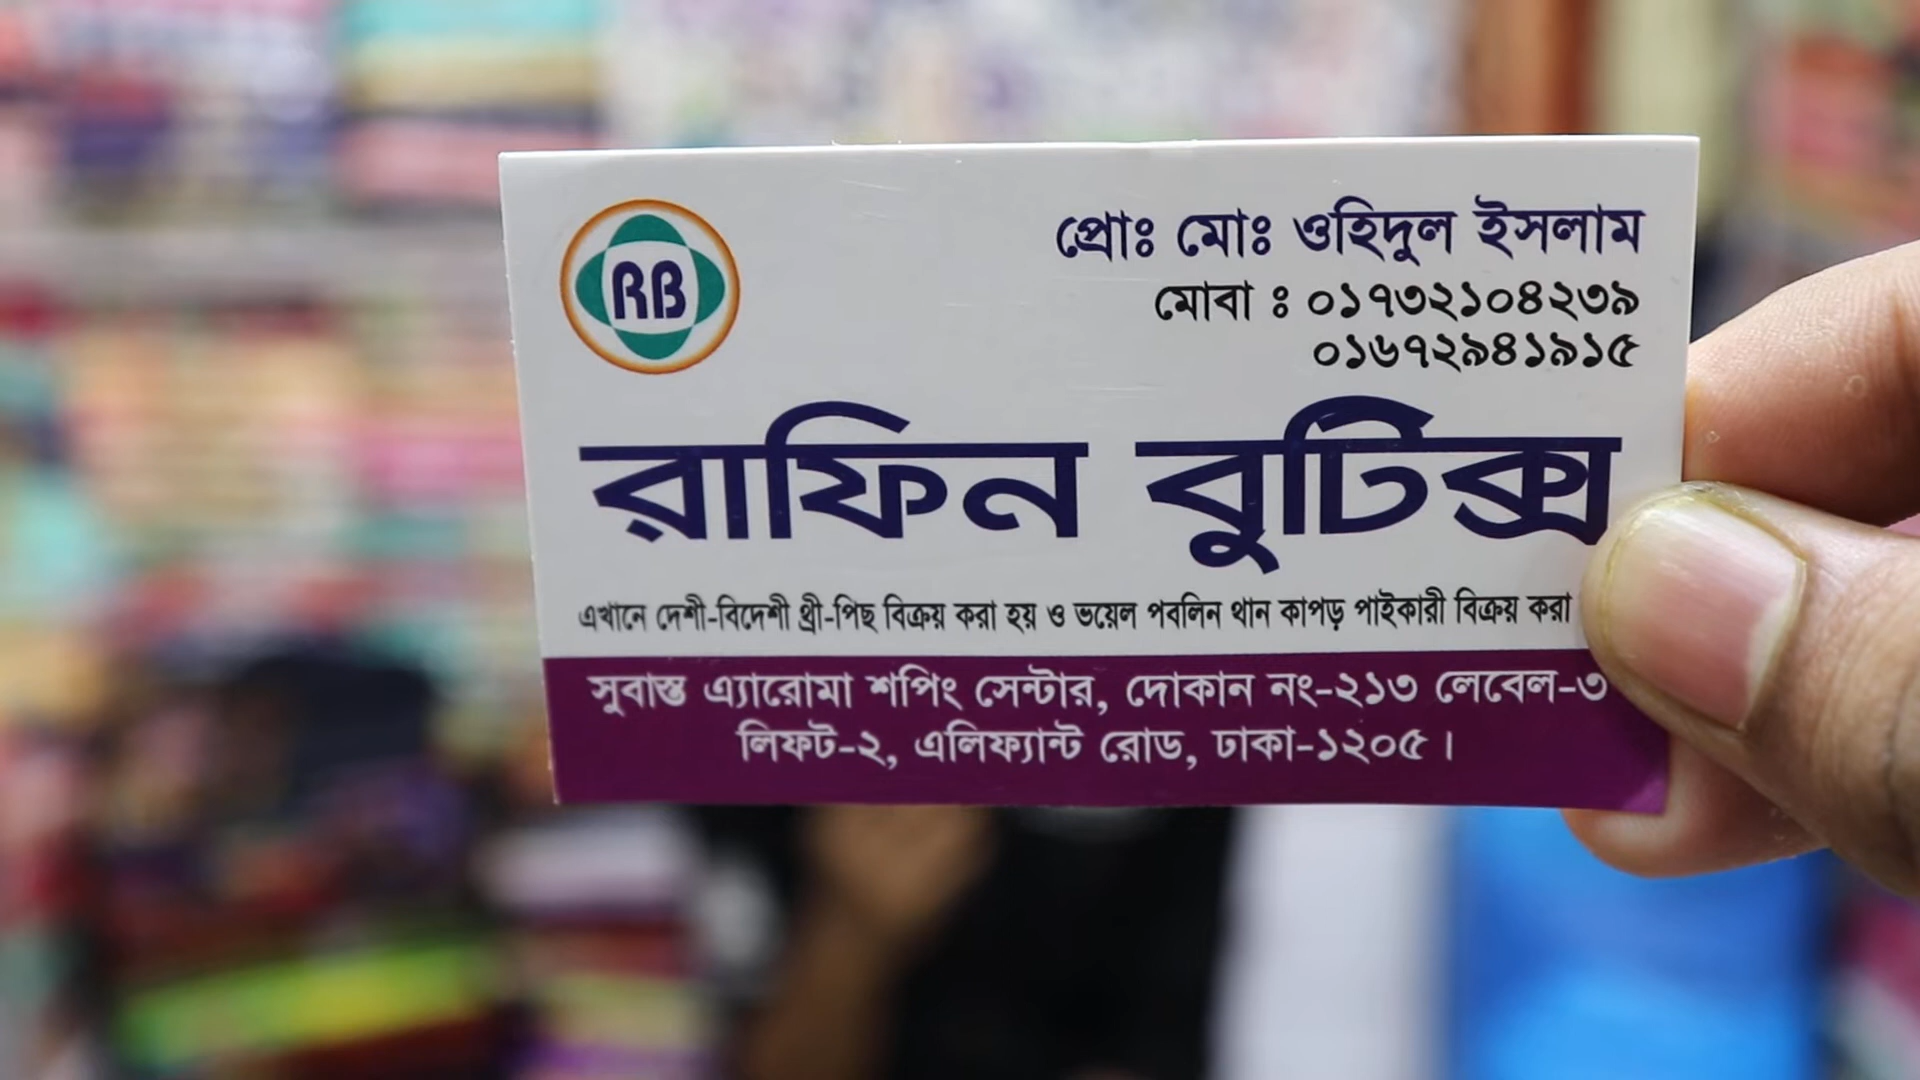 RB
প্রোঃ মোঃ ওহিদুল ইসলাম
মোবা ঃ ০১৭৩২১০৪২৩৯
০১৬৭২৯৪১৯১৫
রাফিন বুটিক্স
এখানে দেশী-বিদেশী থ্রী-পিছ বিক্রয় করা হয় ও ভয়েল পবলিন থান কাপড় পাইকারী বিক্রয় করা
সুবাস্তু এ্যারোমা শপিং সেন্টার, দোকান নং-২১৩ লেবেল-৩
লিফট-২, এলিফ্যান্ট রোড, ঢাকা-১২০৫।